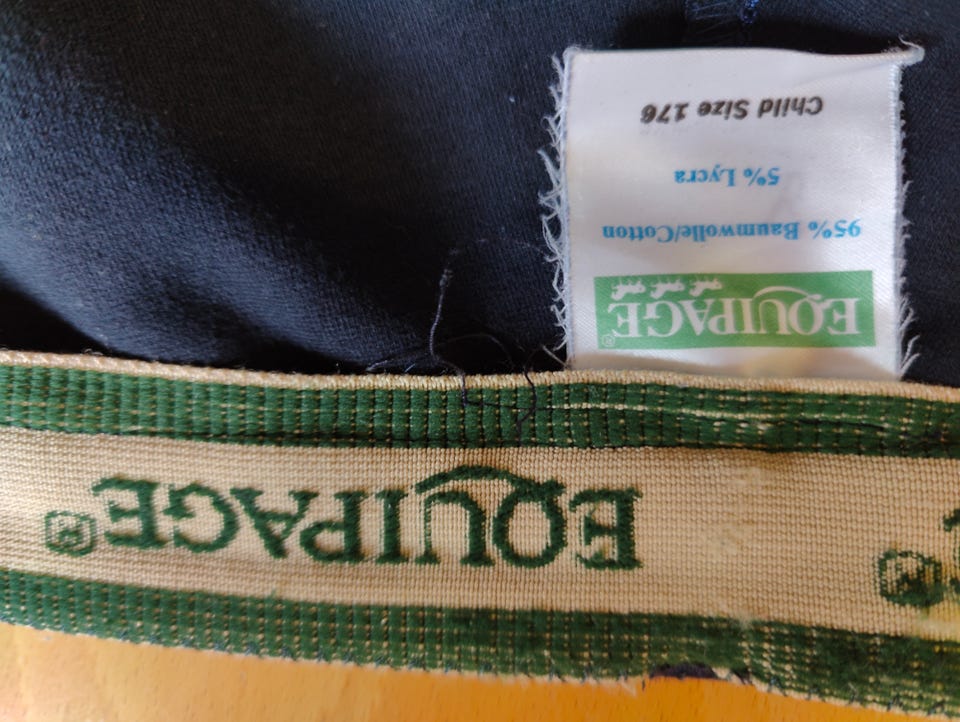 EQUIPAGE®
95% Baumwolle/Cotton
5% Lycra
Child Size 176
EQUIPAGE®
®